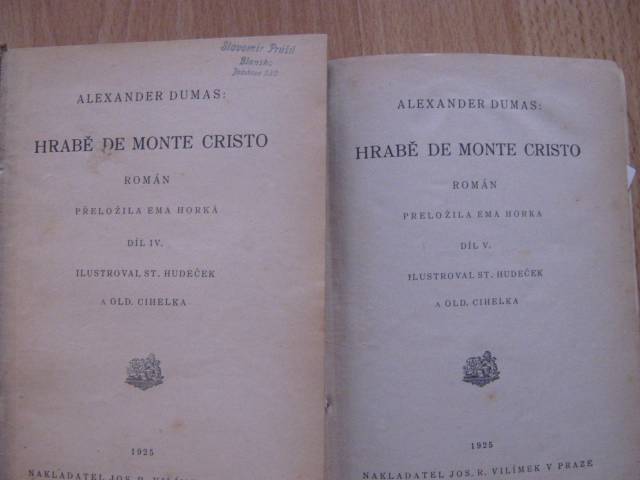 Slavomír
Blansko
ALEXANDER DUMAS:
HRABĚ DE MONTE CRISTO
ROMÁN
PŘELOŽILA EMA HORKÁ
DÍL IV.
ILUSTROVAL ST. HUDEČEK
A OLD. CIHELKA
1925
NAKLADATEL JOS. R.
ALEXANDER DUMAS:
HRABĚ DE MONTE CRISTO
ROMÁN
PŘELOŽILA EMA HORKÁ
DÍL V.
ILUSTROVAL ST. HUDEČEK
A OLD. CIHELKA
1925
NAKLADATEL JOS. R. VILÍMEK V PRAZE